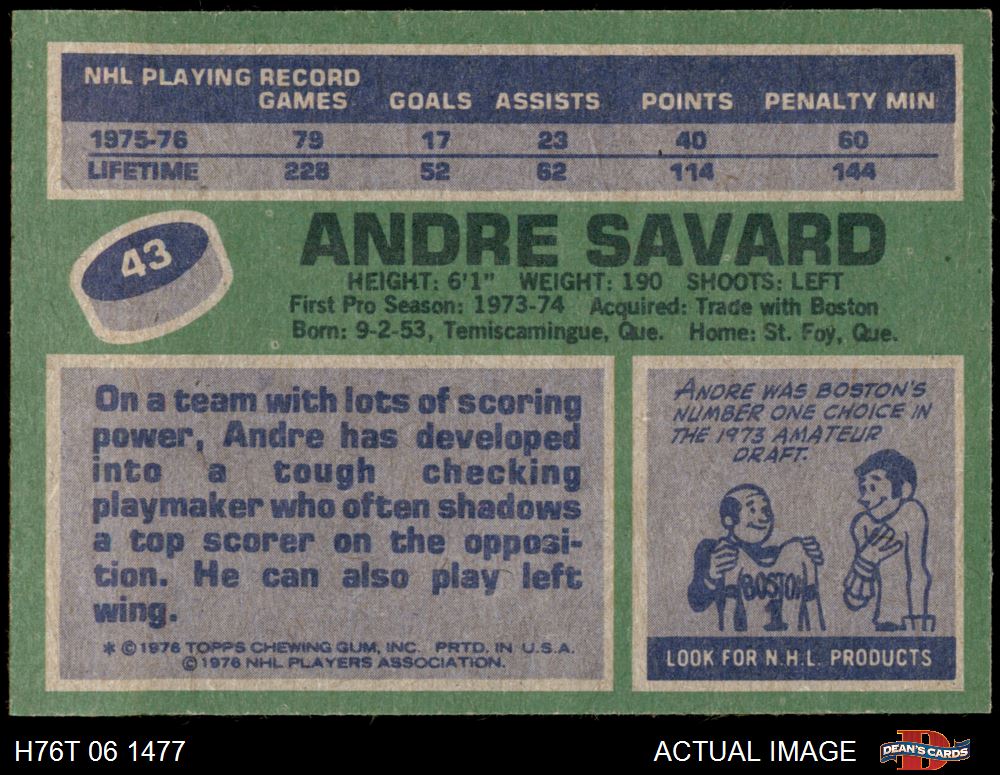 NHL PLAYING RECORD
GAMES GOALS ASSISTS POINTS PENALTY MIN
1975-76 79 17 23 40 60
LIFETIME 228 52 62 114 144
43
ANDRE SAVARD
HEIGHT: 6'1" WEIGHT: 190 SHOOTS: LEFT
First Pro Season: 1973-74 Acquired: Trade with Boston
Born: 9-2-53, Temiscamingue, Que. Home: St. Foy, Que.
On a team with lots of scoring
power, Andre has developed
into a tough checking
playmaker who often shadows
a top scorer on the opposi-
tion. He can also play left
wing.
* © 1976 TOPPS CHEWING GUM, INC. PRTD. IN U.S.A.
© 1976 NHL PLAYERS ASSOCIATION.
ANDRE WAS BOSTON'S
NUMBER ONE CHOICE IN
THE 1973 AMATEUR
DRAFT.
BOSTON
1
LOOK FOR N.H.L. PRODUCTS
H76T 06 1477
ACTUAL IMAGE
DEAN'S CARDS